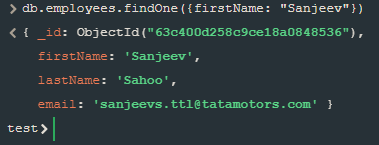 > db.employees.findOne({firstName: "Sanjeev"})
< { _id: ObjectId("63c400d258c9ce18a0848536"),
firstName: 'Sanjeev',
lastName: 'Sahoo',
email: 'sanjeevs.ttl@tatamotors.com' }
test>